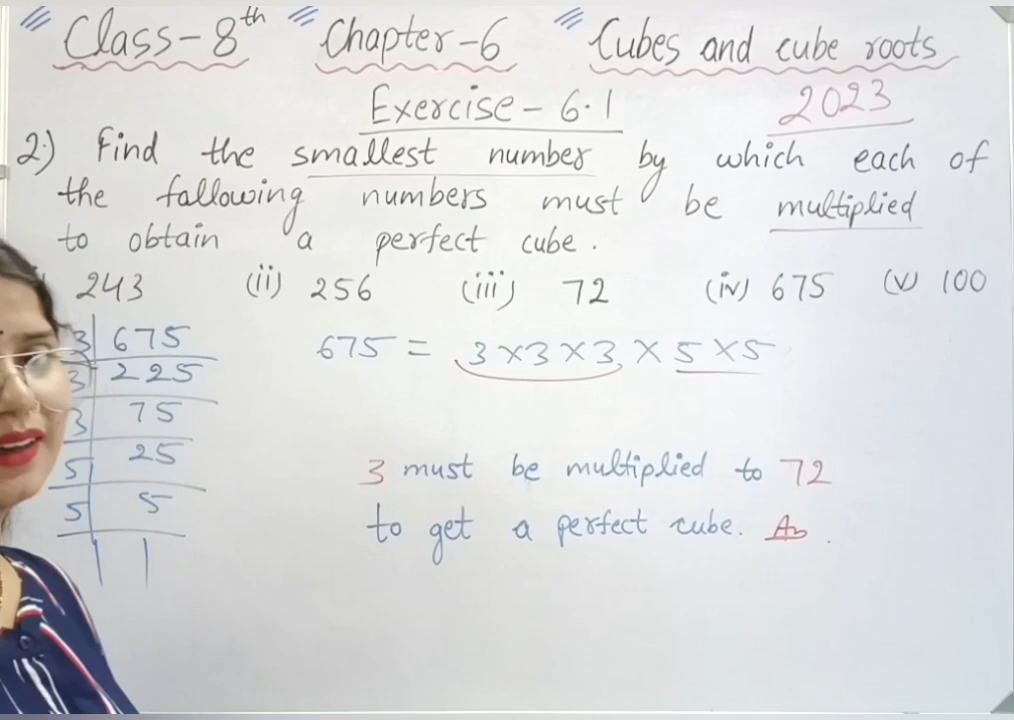 Class-8th Chapter-6 Cubes and cube roots
Exercise-6.1 2023
2.) Find the smallest number by which each of
the fallowing numbers must be multiplied
to obtain a perfect cube.
243 (ii) 256 (iii) 72 (iv) 675 (v) 100
3 | 675
3 | 225
3 | 75
5 | 25
5 | 5
| 1
675 = 3×3×3×5×5
3 must be multiplied to 72
to get a perfect cube. An.